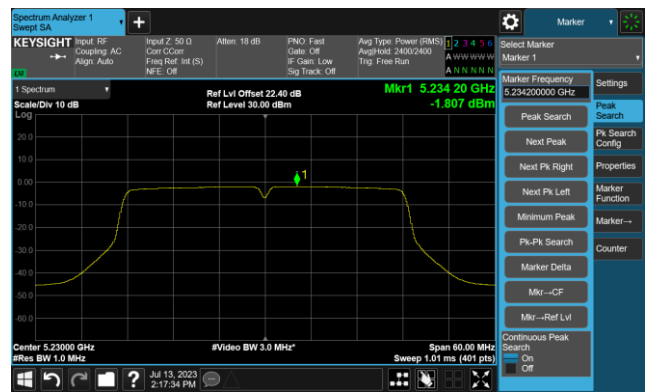 Spectrum Analyzer 1
Swept SA
+
Marker
KEYSIGHT
Input: RF
Coupling: AC
Align: Auto
Input Z: 50 Ω
Corr CCorr
Freq Ref: Int (S)
NFE: Off
Atten: 18 dB
PNO: Fast
Gate: Off
IF Gain: Low
Sig Track: Off
Avg Type: Power (RMS)
Avg|Hold: 2400/2400
Trig: Free Run
1 2 3 4 5 6
A W W W W W
A N N N N N
Select Marker
Marker 1
1 Spectrum
Scale/Div 10 dB
Log
Ref Lvl Offset 22.40 dB
Ref Level 30.00 dBm
Mkr1 5.234 20 GHz
-1.807 dBm
20.0
10.0
0.00
-10.0
-20.0
-30.0
-40.0
-50.0
-60.0
1
Center 5.23000 GHz
#Res BW 1.0 MHz
#Video BW 3.0 MHz*
Span 60.00 MHz
Sweep 1.01 ms (401 pts)
Marker Frequency
5.234200000 GHz
Peak Search
Next Peak
Next Pk Right
Next Pk Left
Minimum Peak
Pk-Pk Search
Marker Delta
Mkr→CF
Mkr→Ref Lvl
Continuous Peak
Search
On
Off
Settings
Peak
Search
Pk Search
Config
Properties
Marker
Function
Marker→
Counter
?
Jul 13, 2023
2:17:34 PM